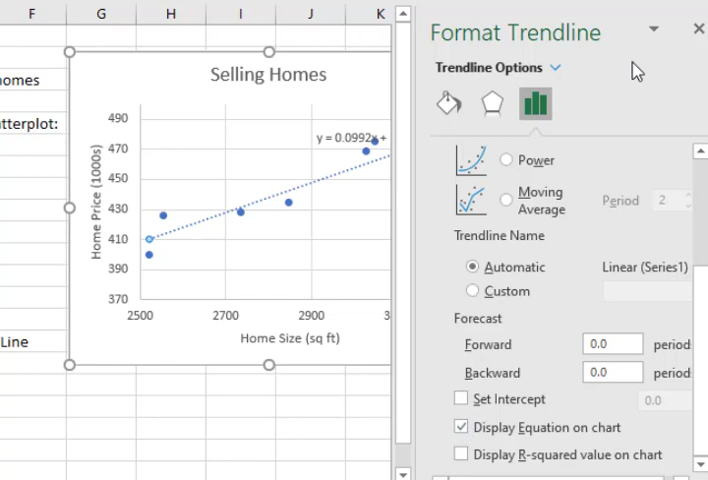 F G H I J K
omes
tterplot:
Line
Selling Homes
y = 0.0992x +
490
470
450
430
410
390
370
2500 2700 2900 3
Home Price (1000s)
Home Size (sq ft)
Format Trendline
Trendline Options
Power
Moving
Average
Period 2
Trendline Name
Automatic Linear (Series1)
Custom
Forecast
Forward 0.0 period
Backward 0.0 period
Set Intercept 0.0
Display Equation on chart
Display R-squared value on chart